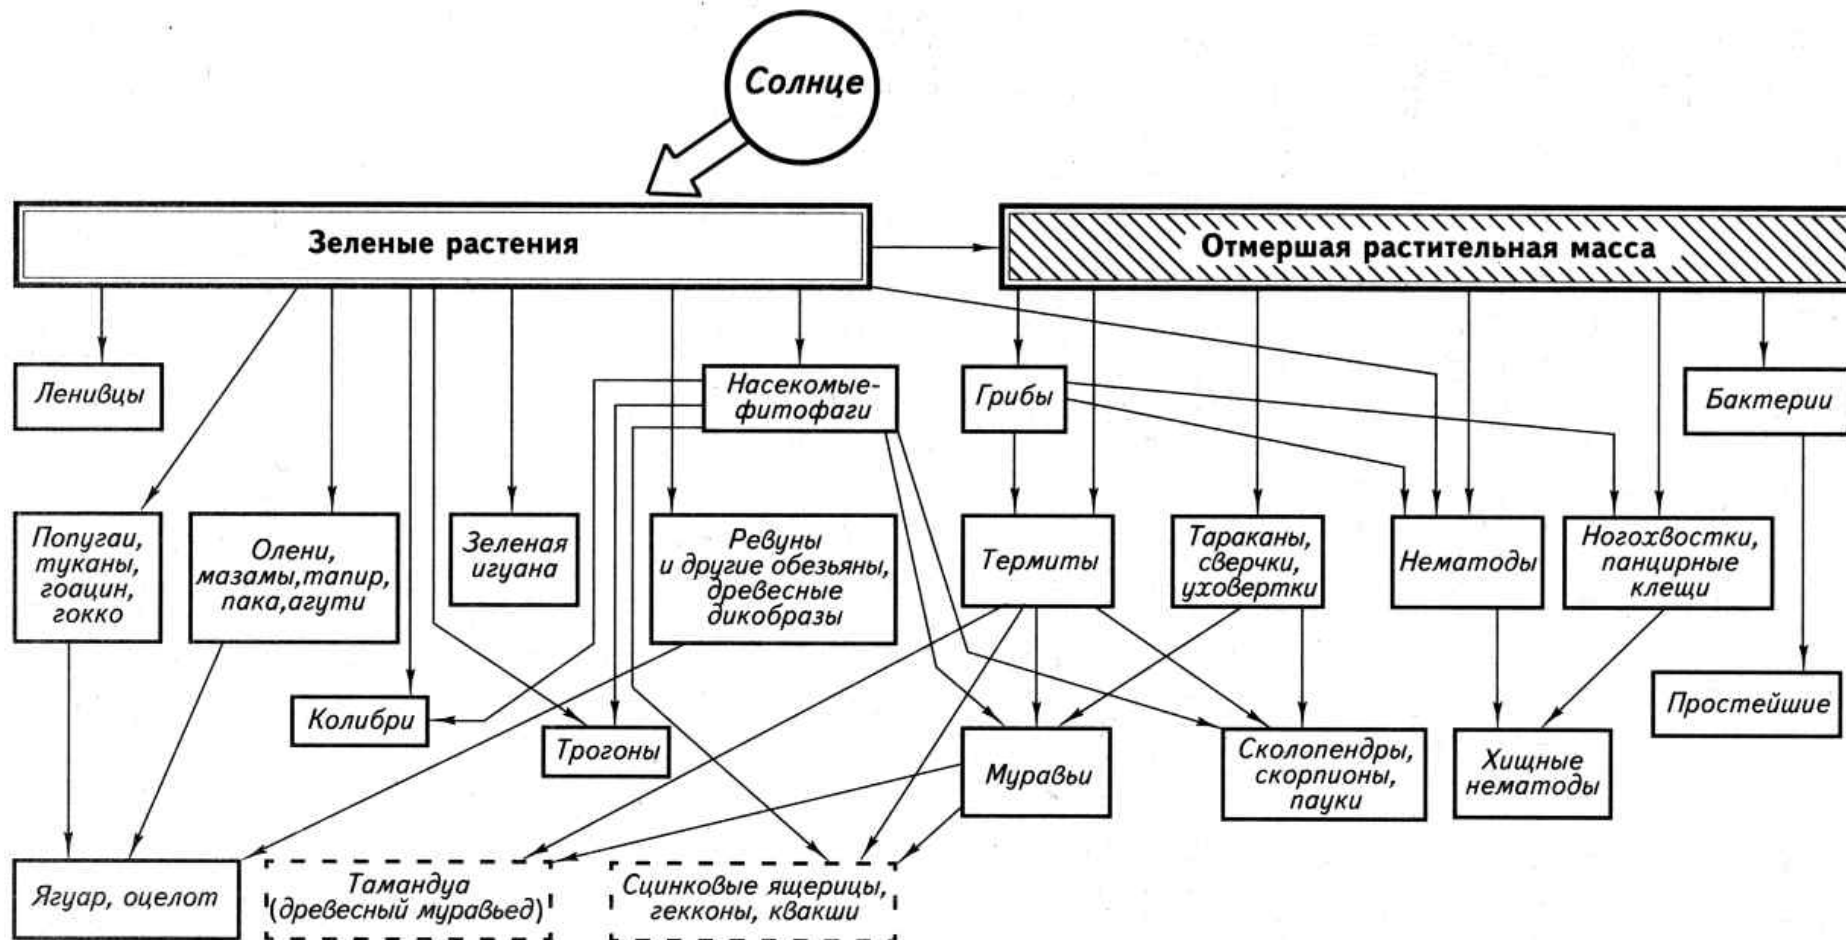 Солнце
Зеленые растения
Отмершая растительная масса
Ленивцы
Насекомые-
фитофаги
Грибы
Бактерии
Попугаи,
туканы,
гоацин,
гокко
Олени,
мазамы,тапир,
пака,агути
Зеленая
игуана
Ревуны
и другие обезьяны,
древесные
дикобразы
Термиты
Тараканы,
сверчки,
уховертки
Нематоды
Ногохвостки,
панцирные
клещи
Колибри
Трогоны
Муравьи
Сколопендры,
скорпионы,
пауки
Хищные
нематоды
Простейшие
Ягуар, оцелот
Тамандуа
(древесный муравьед)
Сцинковые ящерицы,
гекконы, квакши